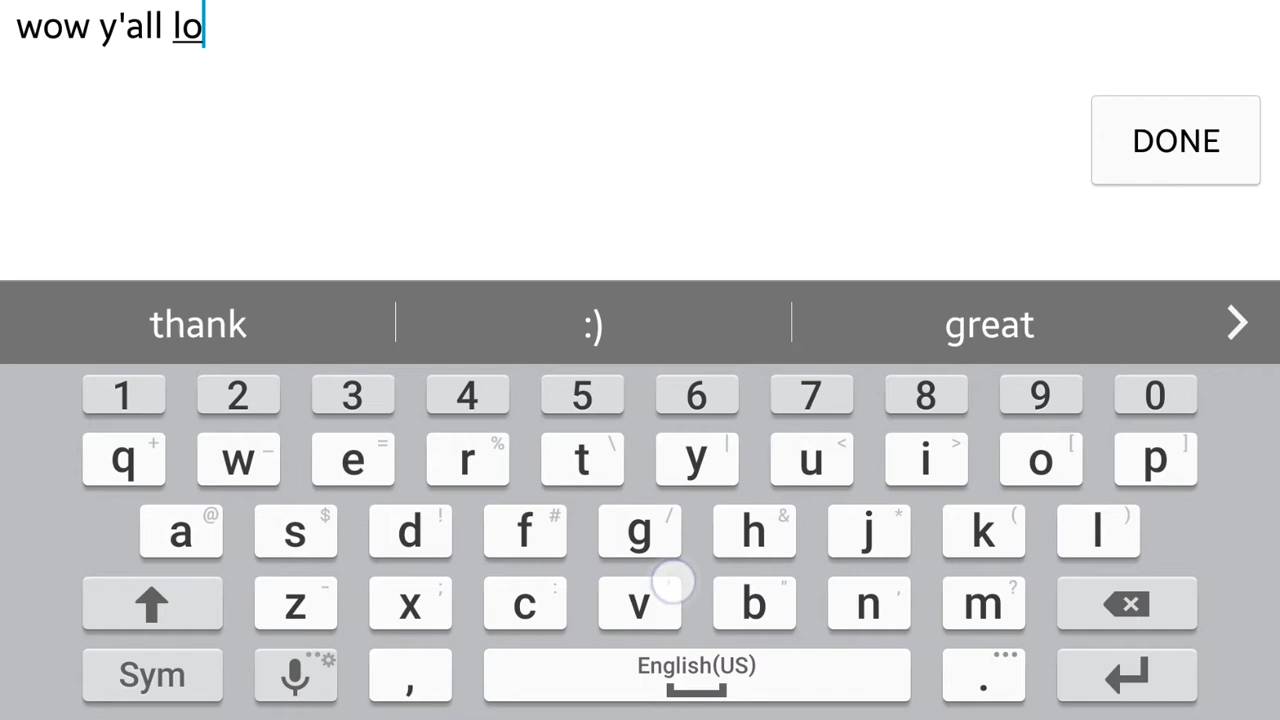 wow y'all lo
DONE
thank :) great
1 2 3 4 5 6 7 8 9 0
q + w - e = r % t \ y | u < i > o [ p ]
a @ s $ d ! f # g / h & j * k ( l )
z - x ; c : v ' b " n , m ?
Sym , English(US) .